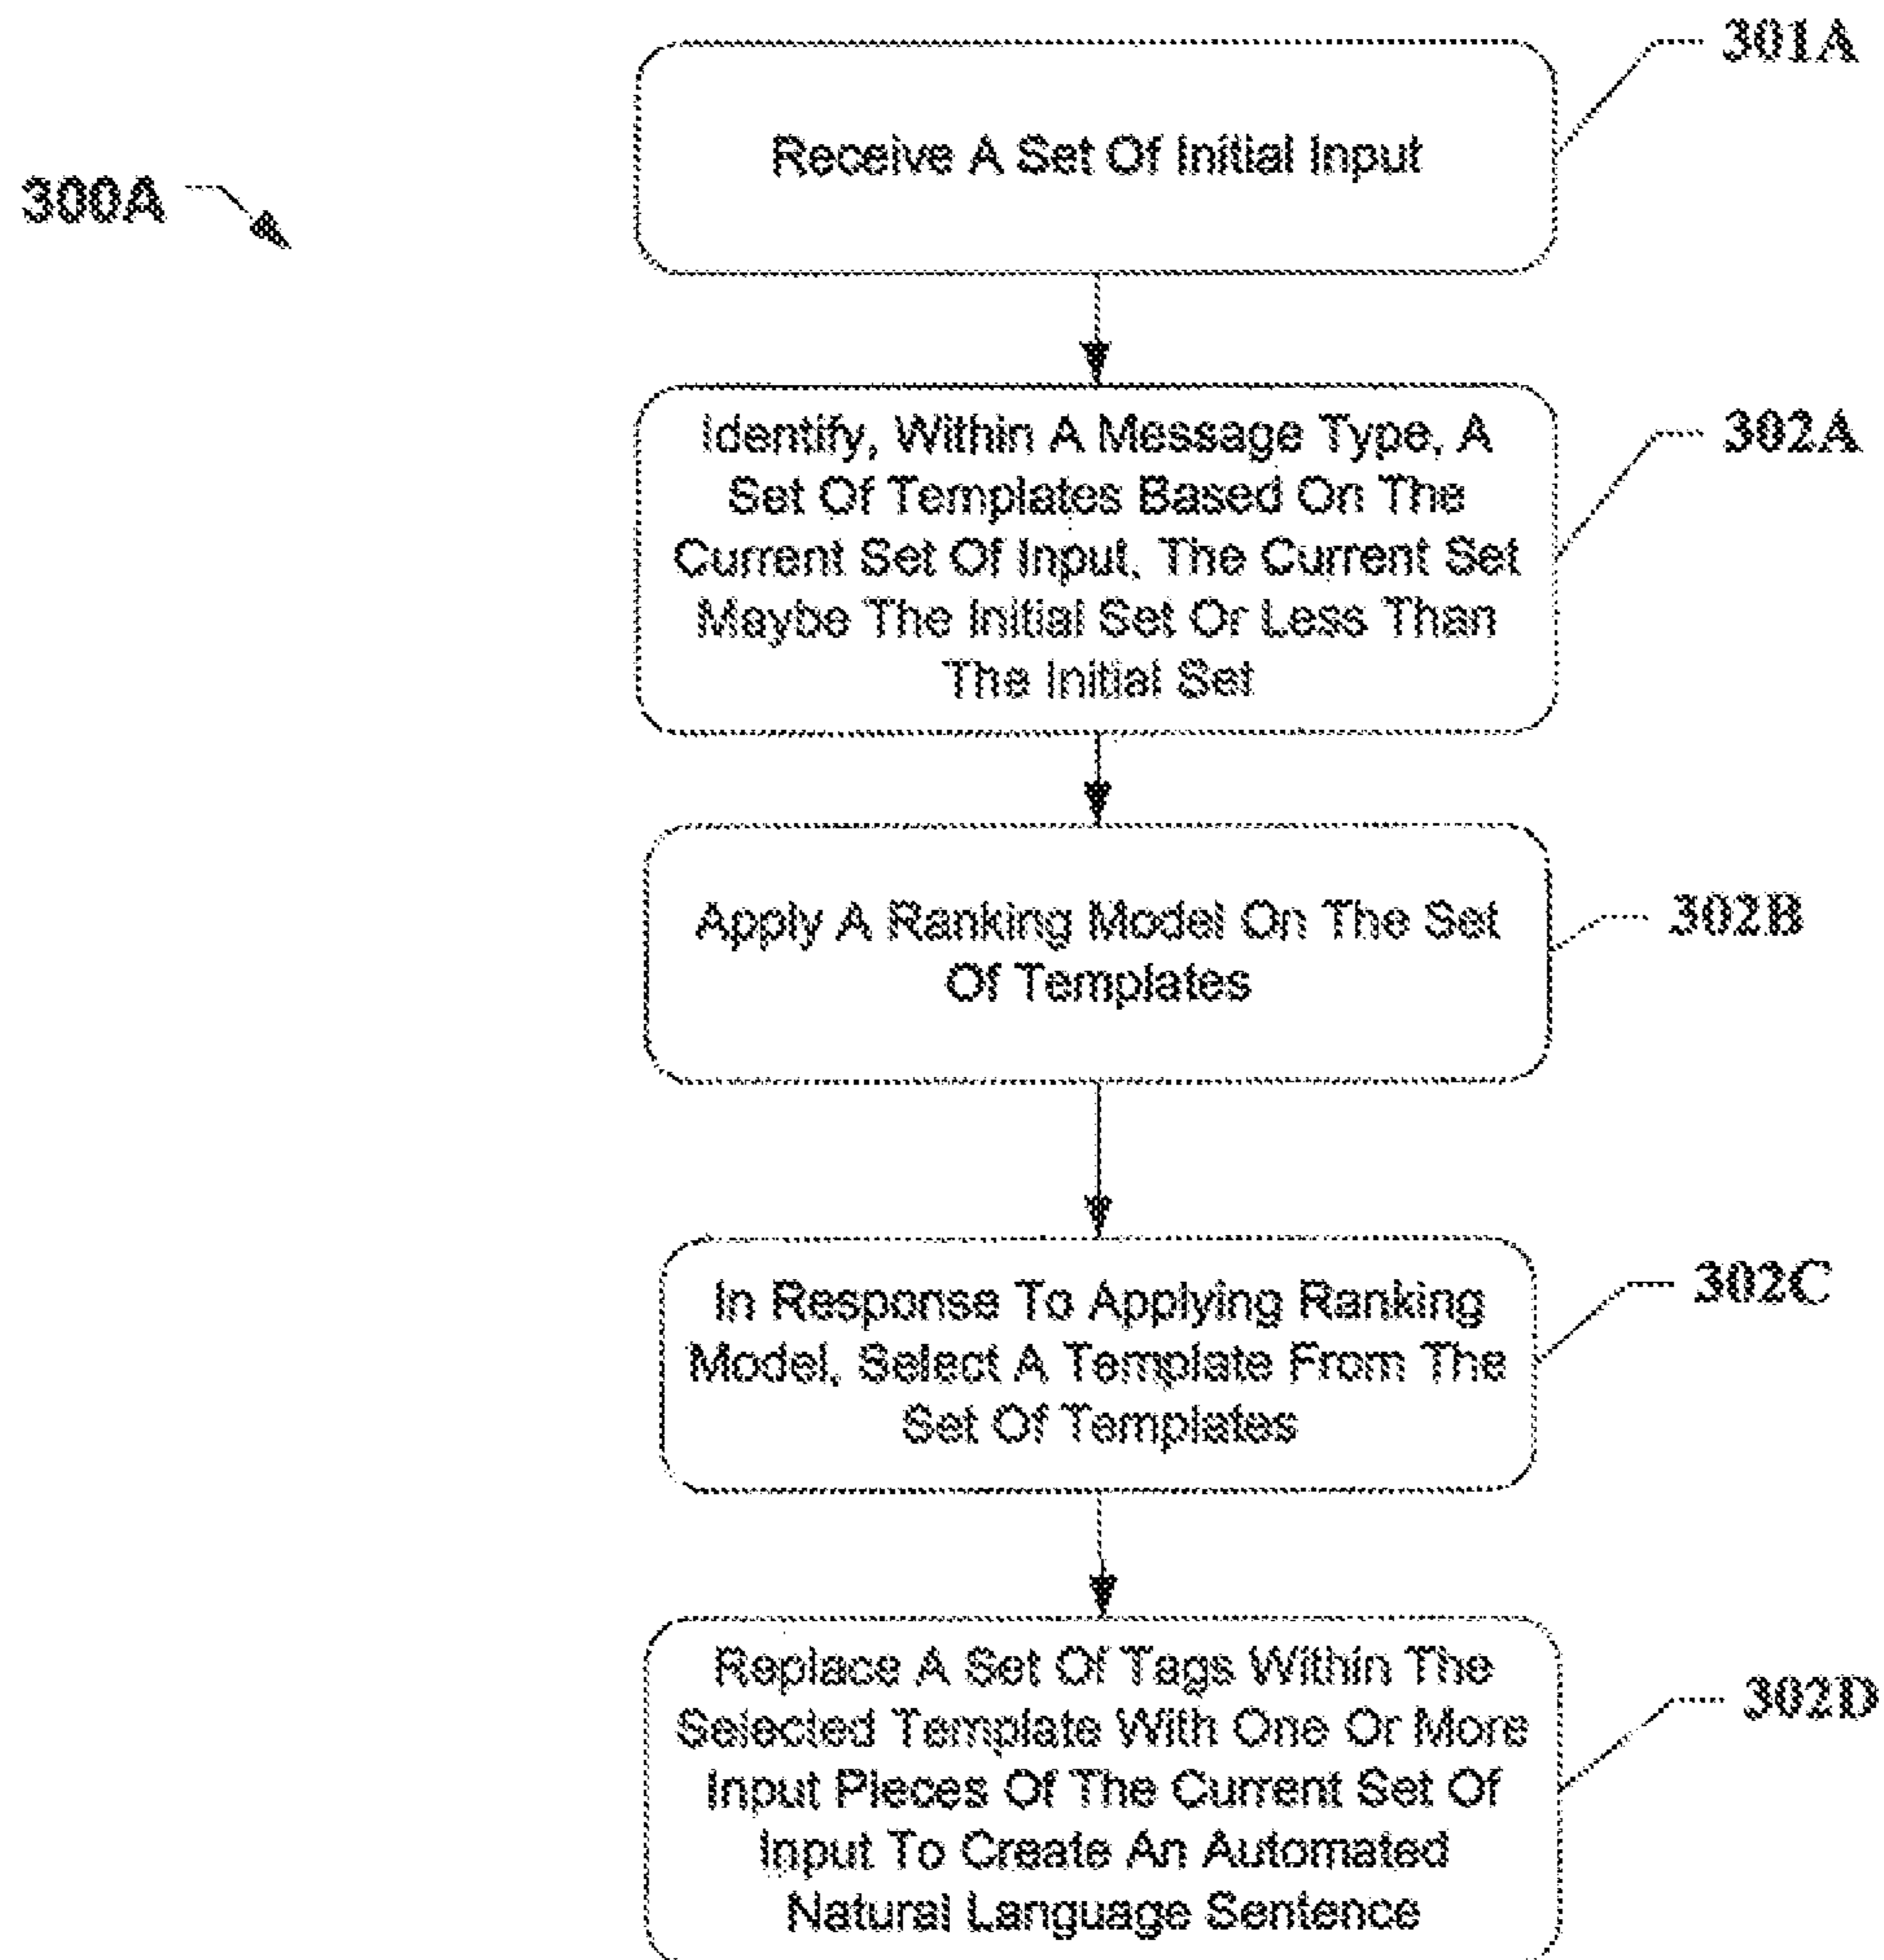 301A
Receive A Set Of Initial Input
300A
Identify, Within A Message Type, A
Set Of Templates Based On The
Current Set Of Input, The Current Set
Maybe The Initial Set Or Less Than
The Initial Set
302A
Apply A Ranking Model On The Set
Of Templates
302B
In Response To Applying Ranking
Model, Select A Template From The
Set Of Templates
302C
Replace A Set Of Tags Within The
Selected Template With One Or More
Input Pieces Of The Current Set Of
Input To Create An Automated
Natural Language Sentence
302D